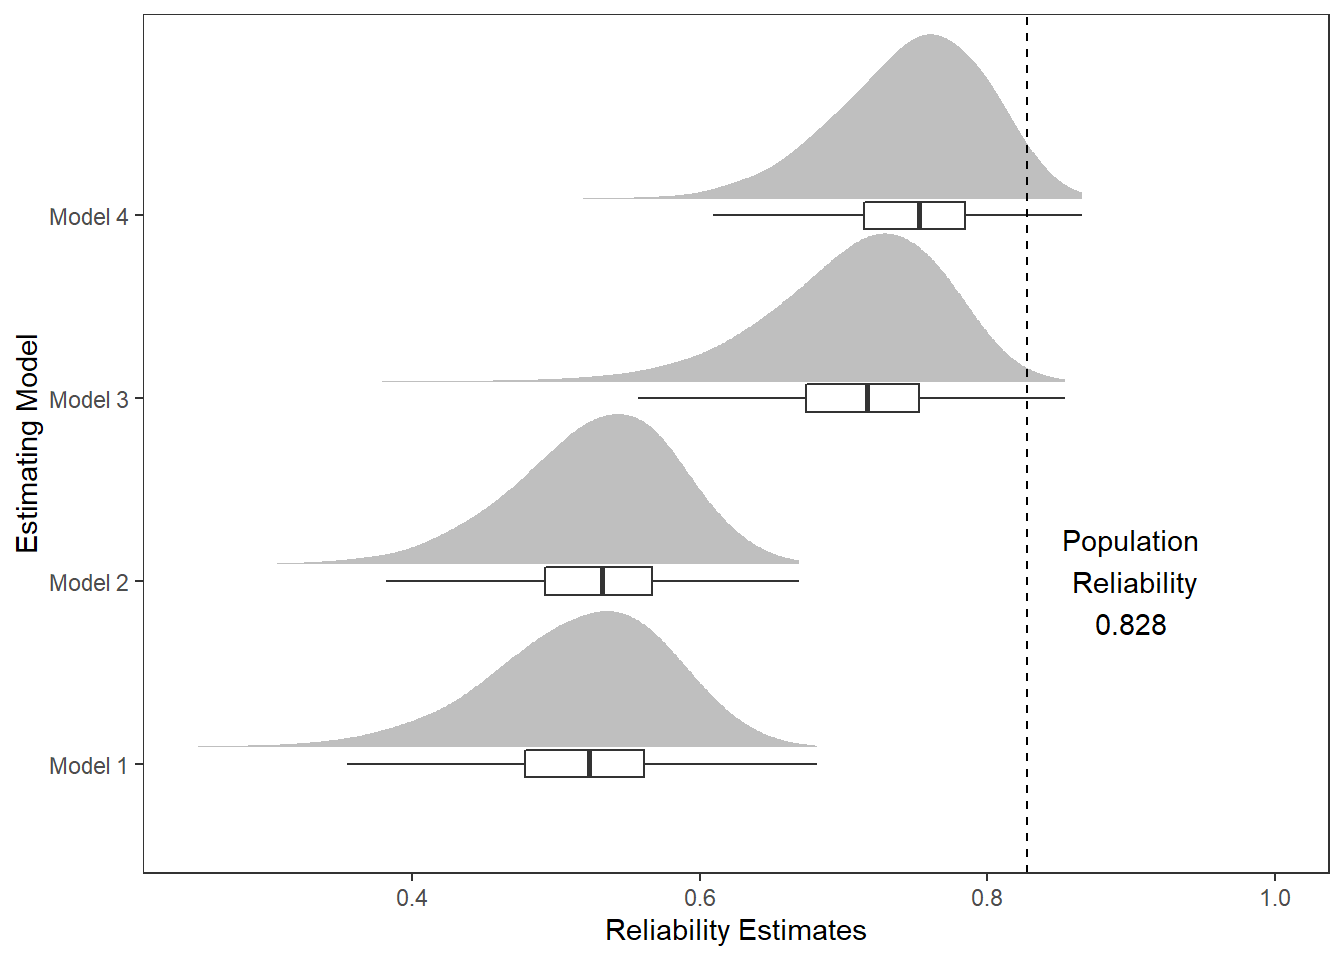 Estimating Model
Model 4
Model 3
Model 2
Model 1
Population
Reliability
0.828
0.4
0.6
0.8
1.0
Reliability Estimates